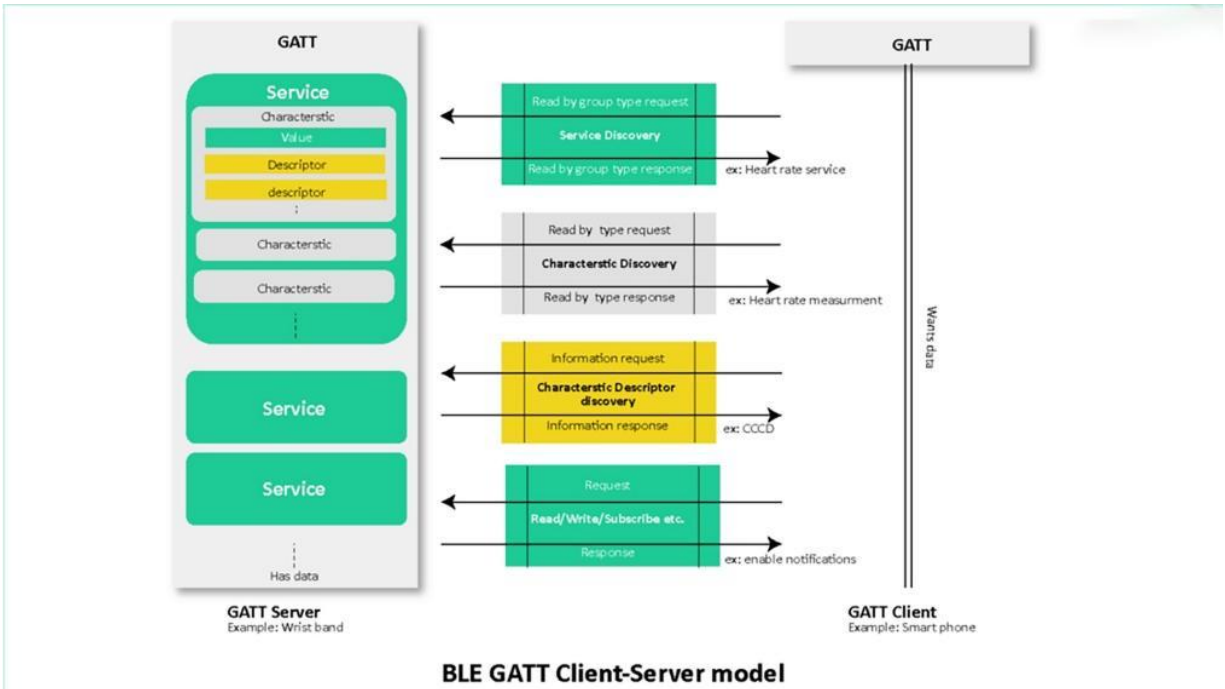 GATT
Service
Characterstic
Value
Descriptor
descriptor
Characterstic
Characterstic
Service
Service
Has data
GATT Server
Example: Wrist band
Read by group type request
Service Discovery
Read by group type response
ex: Heart rate service
Read by type request
Characterstic Discovery
Read by type response
ex: Heart rate measurment
Information request
Characterstic Descriptor
discovery
Information response
ex: CCCD
Request
Read/Write/Subscribe etc.
Response
ex: enable notifications
GATT
Wants data
GATT Client
Example: Smart phone
BLE GATT Client-Server model